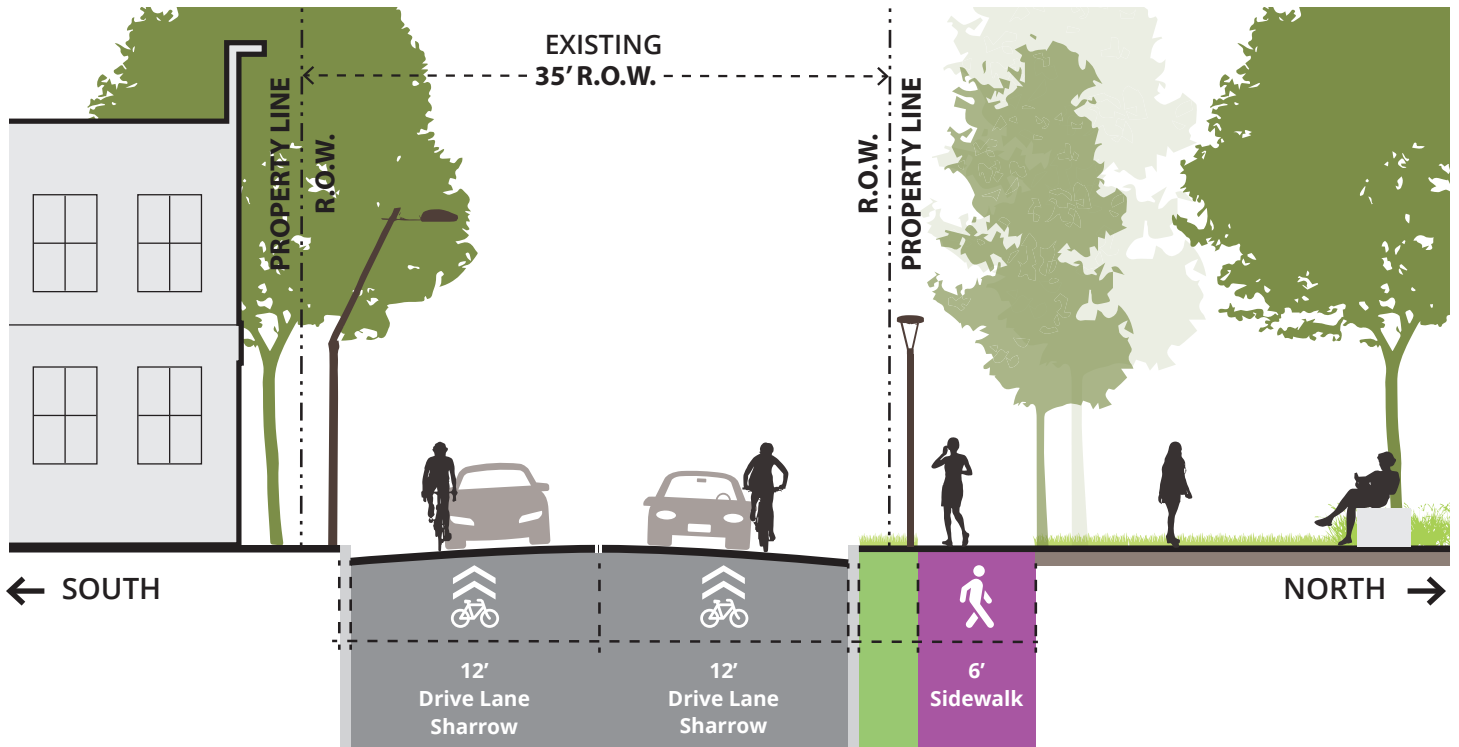 EXISTING
35’ R.O.W.
PROPERTY LINE
R.O.W.
R.O.W.
PROPERTY LINE
SOUTH
NORTH
12’
Drive Lane
Sharrow
12’
Drive Lane
Sharrow
6’
Sidewalk